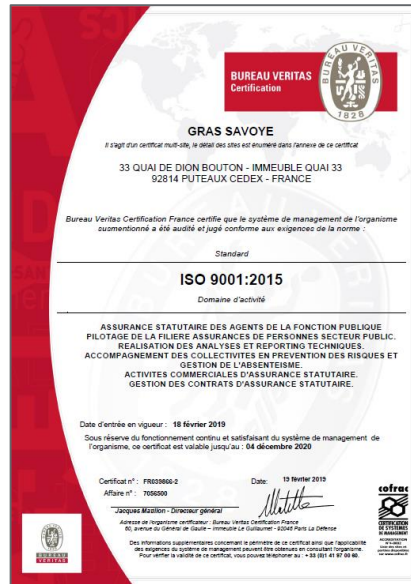 BUREAU VERITAS
Certification
BUREAU VERITAS
1828
GRAS SAVOYE
Il s'agit d'un certificat multi-site, le détail des sites est énuméré dans l'annexe de ce certificat
33 QUAI DE DION BOUTON - IMMEUBLE QUAI 33
92814 PUTEAUX CEDEX - FRANCE
Bureau Veritas Certification France certifie que le système de management de l'organisme
susmentionné a été audité et jugé conforme aux exigences de la norme :
Standard
ISO 9001:2015
Domaine d'activité
ASSURANCE STATUTAIRE DES AGENTS DE LA FONCTION PUBLIQUE
PILOTAGE DE LA FILIERE ASSURANCES DE PERSONNES SECTEUR PUBLIC.
REALISATION DES ANALYSES ET REPORTING TECHNIQUES.
ACCOMPAGNEMENT DES COLLECTIVITES EN PREVENTION DES RISQUES ET
GESTION DE L'ABSENTEISME.
ACTIVITES COMMERCIALES D'ASSURANCE STATUTAIRE.
GESTION DES CONTRATS D'ASSURANCE STATUTAIRE.
Date d'entrée en vigueur : 18 février 2019
Sous réserve du fonctionnement continu et satisfaisant du système de management de
l'organisme, ce certificat est valable jusqu'au : 04 décembre 2020
Certificat n° : FR039866-2 Date: 19 février 2019
Affaire n° : 7056500
Jacques Matillon - Directeur général
Adresse de l'organisme certificateur : Bureau Veritas Certification France
60, avenue du Général de Gaulle - Immeuble Le Guillaumet - 92046 Paris La Défense
Des informations supplémentaires concernant le périmètre de ce certificat ainsi que l'applicabilité
des exigences du système de management peuvent être obtenues en consultant l'organisme.
Pour vérifier la validité de ce certificat, vous pouvez téléphoner au : + 33 (0)1 41 97 00 60.
cofrac
CERTIFICATION
DE SYSTEMES
DE MANAGEMENT